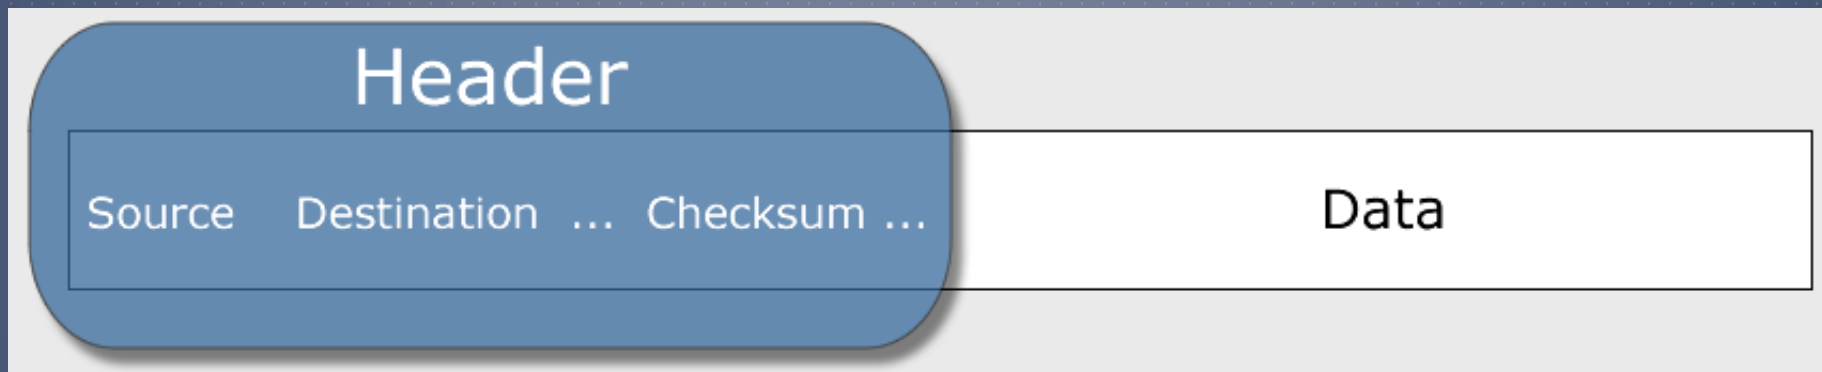 Header
Source Destination ... Checksum ... Data